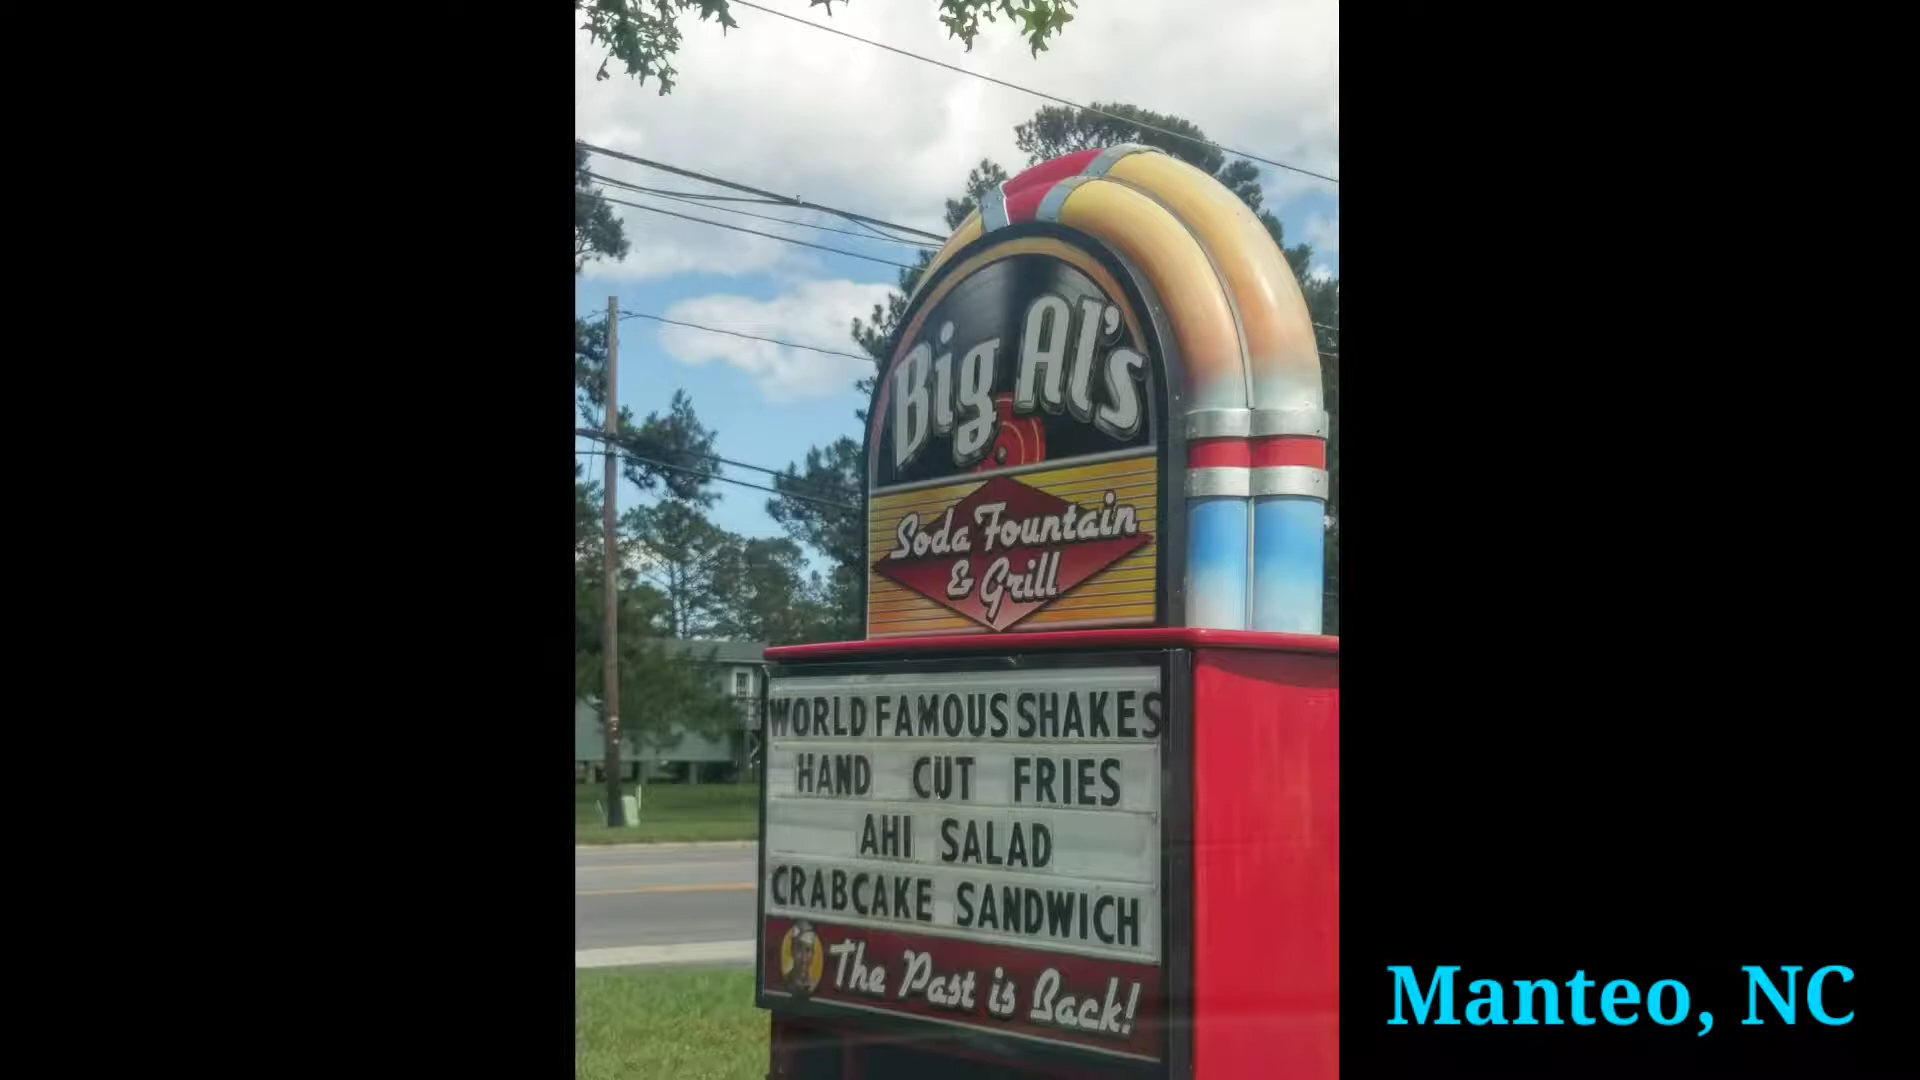 Big Al's
Soda Fountain
& Grill
WORLD FAMOUS SHAKES
HAND CUT FRIES
AHI SALAD
CRABCAKE SANDWICH
The Past is Back!
Manteo, NC